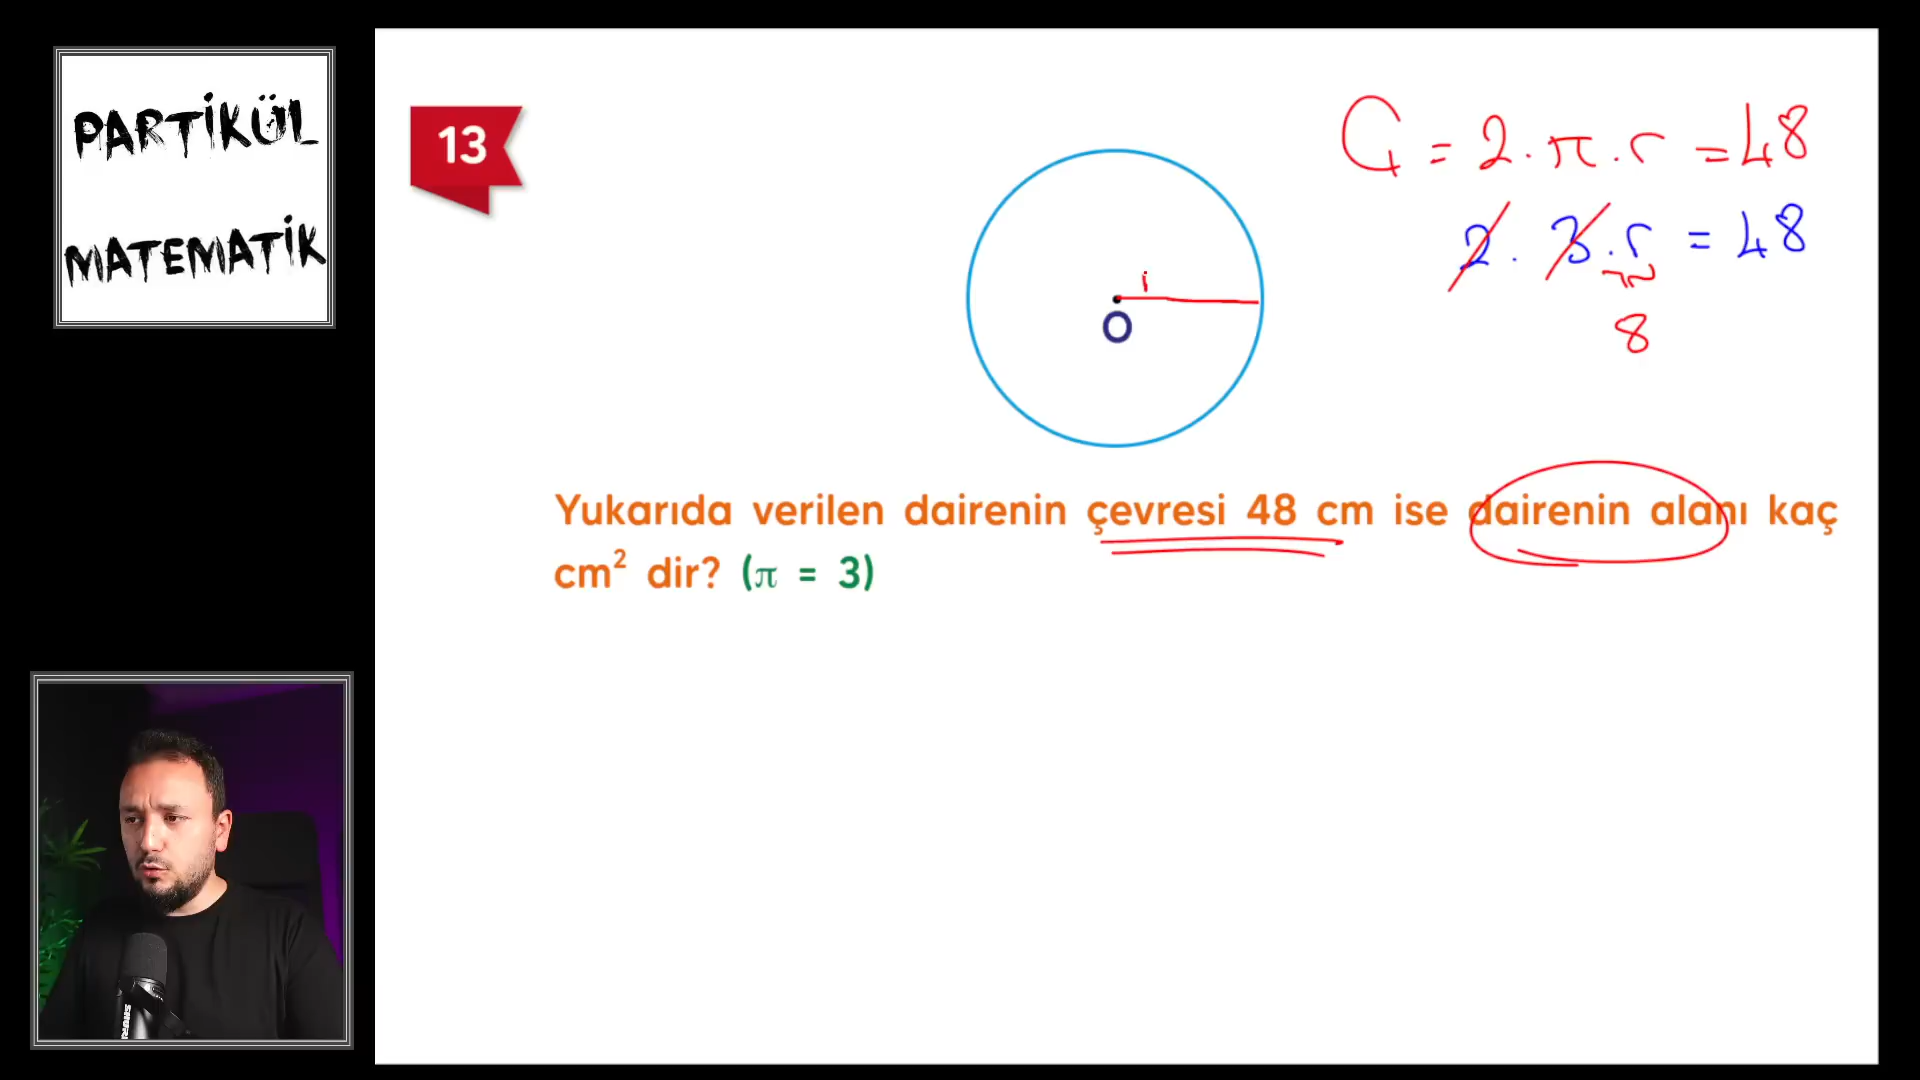 PARTİKÜL
MATEMATİK
13
Ç = 2 . π . r = 48
2 . 3 . r = 48
8
r
O
Yukarıda verilen dairenin çevresi 48 cm ise dairenin alanı kaç
cm² dir? (π = 3)